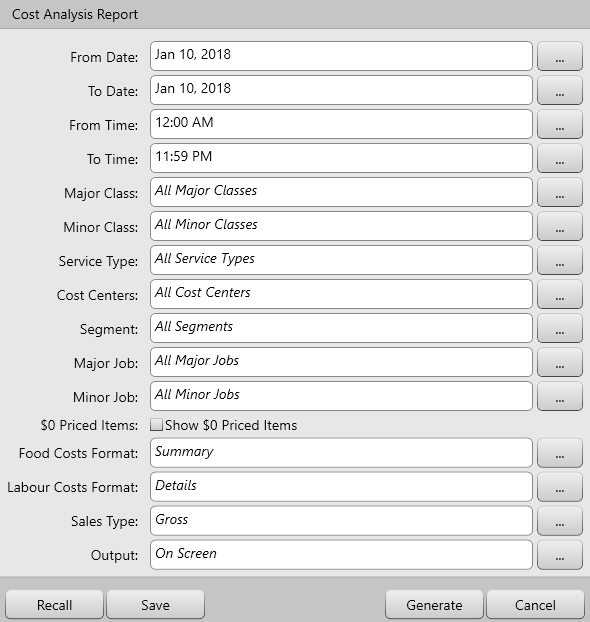 Cost Analysis Report
From Date: Jan 10, 2018 ...
To Date: Jan 10, 2018 ...
From Time: 12:00 AM ...
To Time: 11:59 PM ...
Major Class: All Major Classes ...
Minor Class: All Minor Classes ...
Service Type: All Service Types ...
Cost Centers: All Cost Centers ...
Segment: All Segments ...
Major Job: All Major Jobs ...
Minor Job: All Minor Jobs ...
$0 Priced Items: Show $0 Priced Items
Food Costs Format: Summary ...
Labour Costs Format: Details ...
Sales Type: Gross ...
Output: On Screen ...
Recall Save Generate Cancel